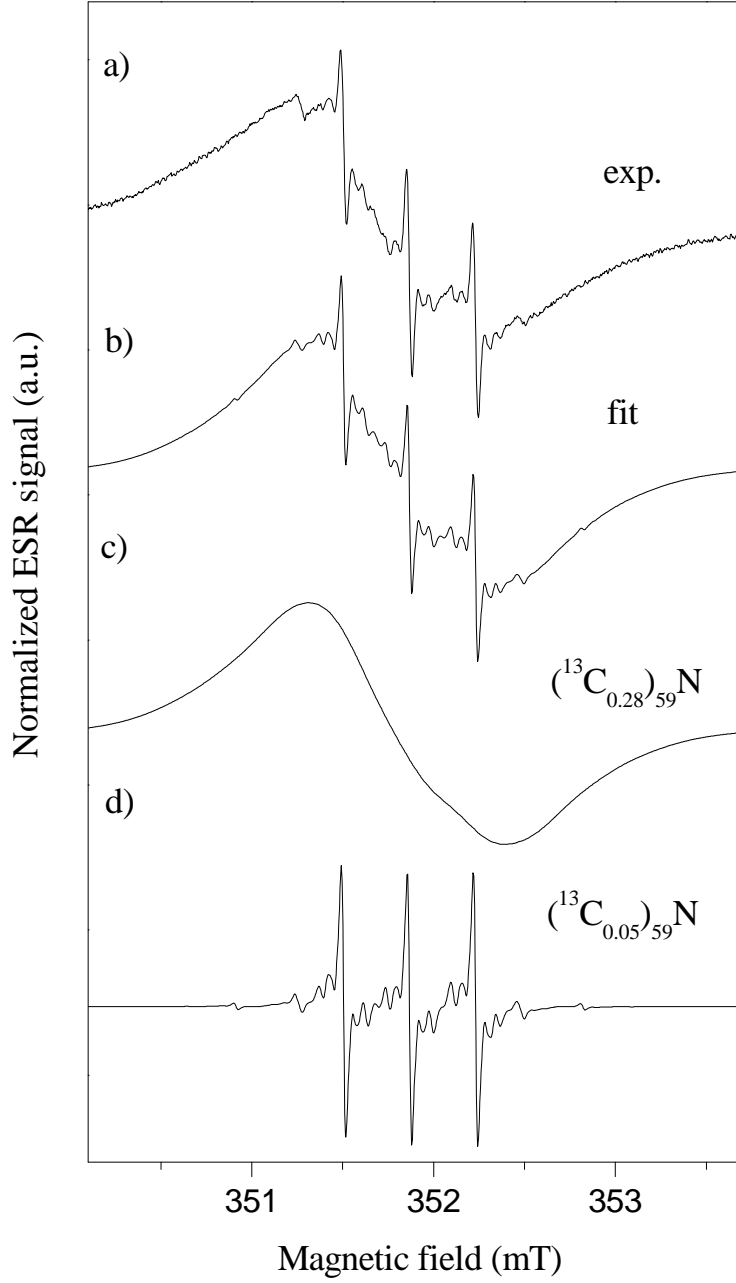 a)
exp.
b)
fit
c)
(¹³C₀.₂₈)₅₉N
d)
(¹³C₀.₀₅)₅₉N
351 352 353
Magnetic field (mT)
Normalized ESR signal (a.u.)